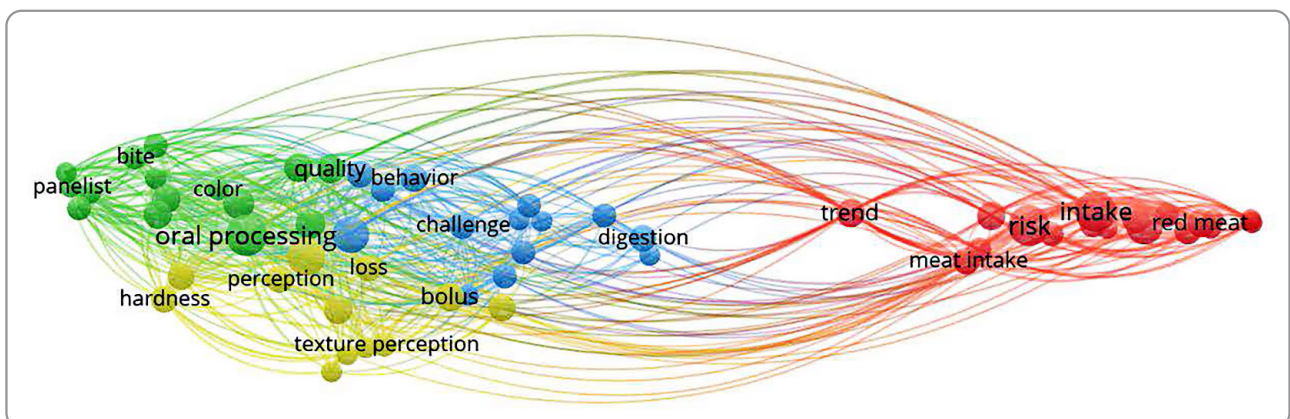 bite
panelist
color
quality
behavior
oral processing
challenge
digestion
perception
loss
hardness
bolus
texture perception
trend
risk
intake
red meat
meat intake